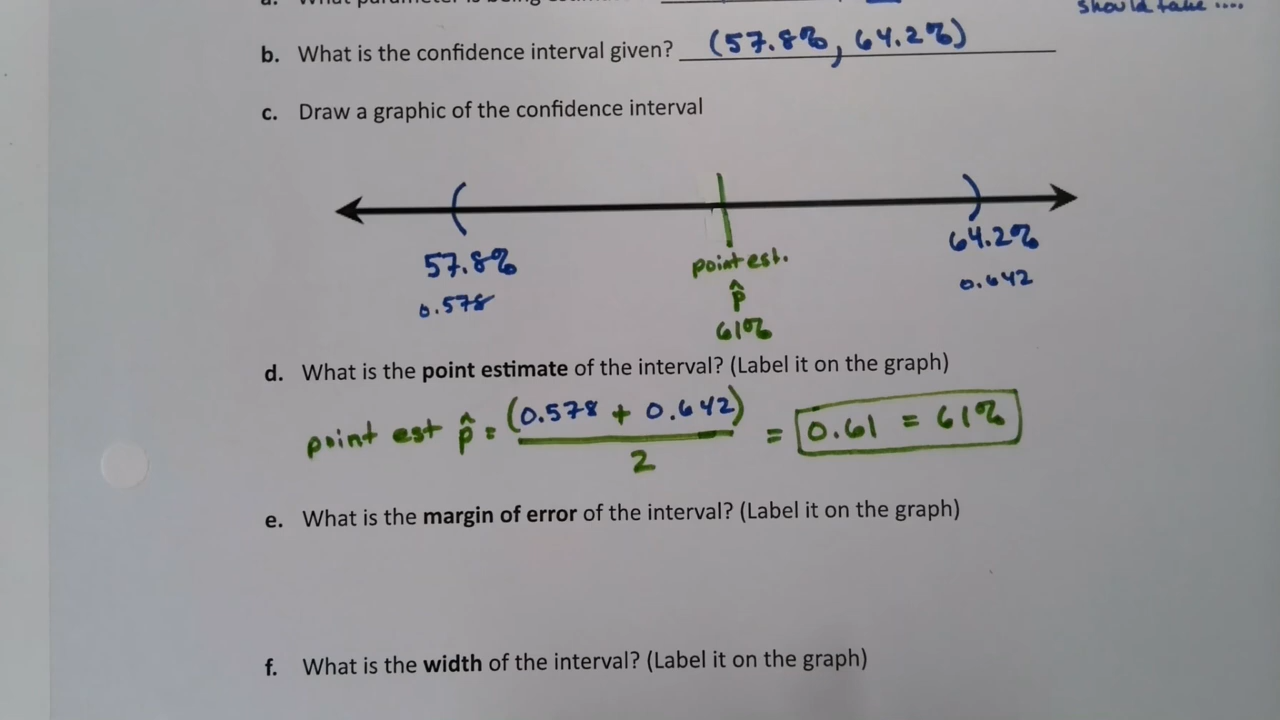 should take ....
b. What is the confidence interval given? (57.8%, 64.2%)
c. Draw a graphic of the confidence interval
57.8%
0.578
point est.
p̂
61%
64.2%
0.642
d. What is the point estimate of the interval? (Label it on the graph)
point est p̂ = (0.578 + 0.642) / 2 = 0.61 = 61%
e. What is the margin of error of the interval? (Label it on the graph)
f. What is the width of the interval? (Label it on the graph)